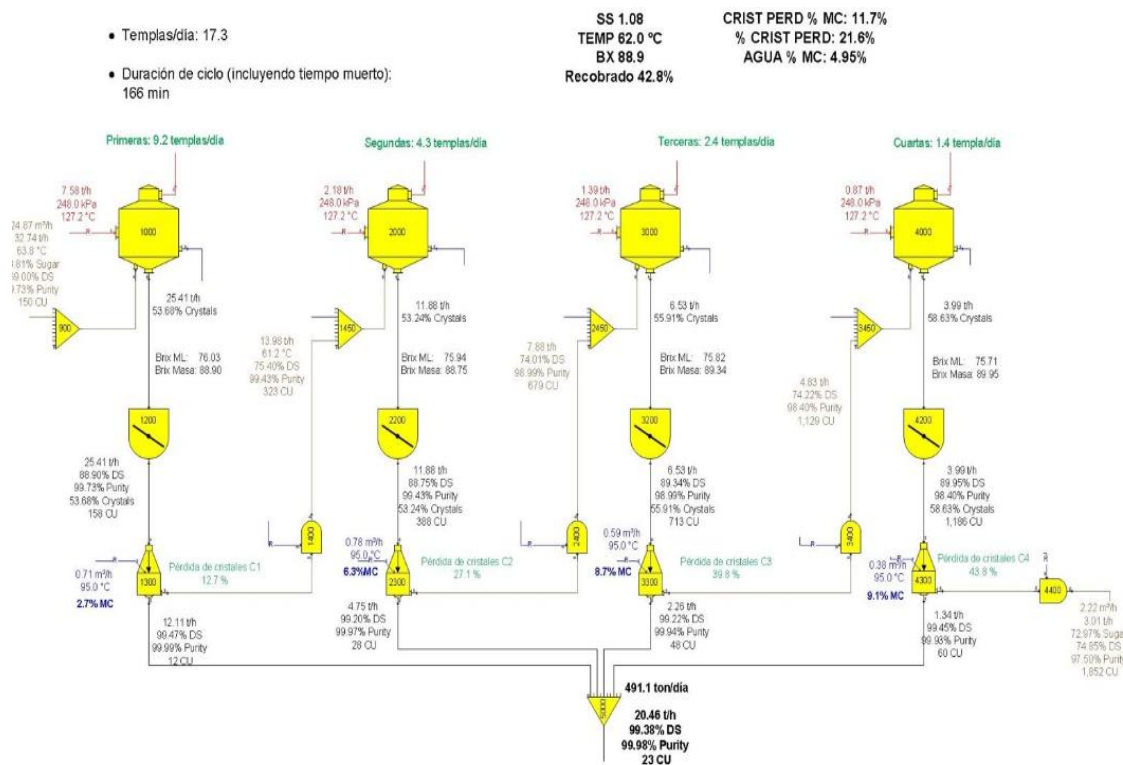 • Templas/día: 17.3
• Duración de ciclo (incluyendo tiempo muerto):
166 min
SS 1.08
TEMP 62.0 ºC
BX 88.9
Recobrado 42.8%
CRIST PERD % MC: 11.7%
% CRIST PERD: 21.6%
AGUA % MC: 4.95%
Primeras: 9.2 templas/día
Segundas: 4.3 templas/día
Terceras: 2.4 templas/día
Cuartas: 1.4 templa/día
7.58 t/h
248.0 kPa
127.2 °C
1000
24.87 m³/h
32.74 t/h
63.8 °C
.81% Sugar
9.00% DS
9.73% Purity
150 CU
900
25.41 t/h
53.68% Crystals
Brix ML: 76.03
Brix Masa: 88.90
1200
25.41 t/h
88.90% DS
99.73% Purity
53.68% Crystals
158 CU
0.71 m³/h
95.0 °C
2.7% MC
1300
Pérdida de cristales C1
12.7 %
1400
12.11 t/h
99.47% DS
99.99% Purity
12 CU
2.18 t/h
248.0 kPa
127.2 °C
2000
1450
13.98 t/h
61.2 °C
75.40% DS
99.43% Purity
323 CU
11.88 t/h
53.24% Crystals
Brix ML: 75.94
Brix Masa: 88.75
2200
11.88 t/h
88.75% DS
99.43% Purity
53.24% Crystals
388 CU
0.78 m³/h
95.0 °C
6.3%MC
2300
Pérdida de cristales C2
27.1 %
2400
4.75 t/h
99.20% DS
99.97% Purity
28 CU
1.39 t/h
248.0 kPa
127.2 °C
3000
2450
7.88 t/h
74.01% DS
98.99% Purity
679 CU
6.53 t/h
55.91% Crystals
Brix ML: 75.82
Brix Masa: 89.34
3200
6.53 t/h
89.34% DS
98.99% Purity
55.91% Crystals
713 CU
0.59 m³/h
95.0 °C
8.7% MC
3300
Pérdida de cristales C3
39.8 %
3400
2.26 t/h
99.22% DS
99.94% Purity
48 CU
0.87 t/h
248.0 kPa
127.2 °C
4000
3450
4.83 t/h
74.22% DS
98.40% Purity
1,129 CU
3.99 t/h
58.63% Crystals
Brix ML: 75.71
Brix Masa: 89.95
4200
3.99 t/h
89.95% DS
98.40% Purity
58.63% Crystals
1,186 CU
0.38 m³/h
95.0 °C
9.1% MC
4300
Pérdida de cristales C4
43.8 %
4400
1.34 t/h
99.45% DS
99.93% Purity
60 CU
2.22 m³/h
3.01 t/h
72.97% Suga
74.85% DS
97.50% Purity
1,852 CU
5000
491.1 ton/día
20.46 t/h
99.38% DS
99.98% Purity
23 CU